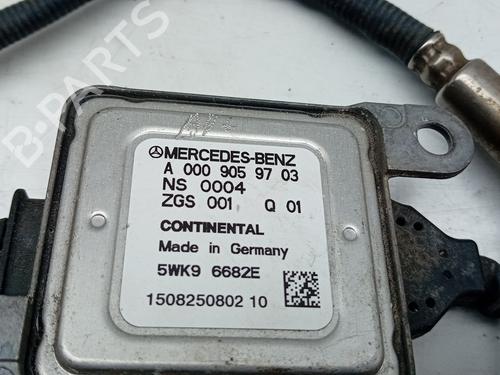 B-PARTS
MERCEDES-BENZ
A 000 905 97 03
NS 0004
ZGS 001 Q 01
CONTINENTAL
Made in Germany
5WK9 6682E
1508250802 10